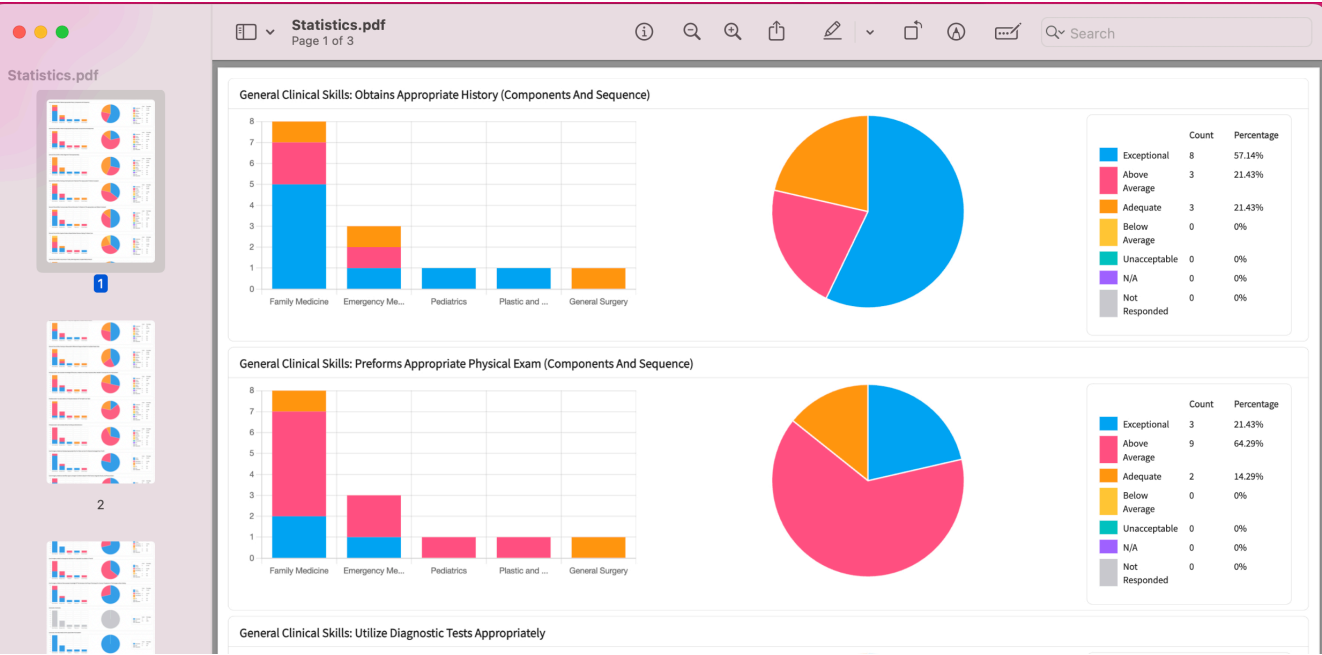 Statistics.pdf
Page 1 of 3
Search
Statistics.pdf
1
2
General Clinical Skills: Obtains Appropriate History (Components And Sequence)
8
7
6
5
4
3
2
1
0
Family Medicine Emergency Me... Pediatrics Plastic and ... General Surgery
Count Percentage
Exceptional 8 57.14%
Above 3 21.43%
Average
Adequate 3 21.43%
Below 0 0%
Average
Unacceptable 0 0%
N/A 0 0%
Not 0 0%
Responded
General Clinical Skills: Preforms Appropriate Physical Exam (Components And Sequence)
8
7
6
5
4
3
2
1
0
Family Medicine Emergency Me... Pediatrics Plastic and ... General Surgery
Count Percentage
Exceptional 3 21.43%
Above 9 64.29%
Average
Adequate 2 14.29%
Below 0 0%
Average
Unacceptable 0 0%
N/A 0 0%
Not 0 0%
Responded
General Clinical Skills: Utilize Diagnostic Tests Appropriately